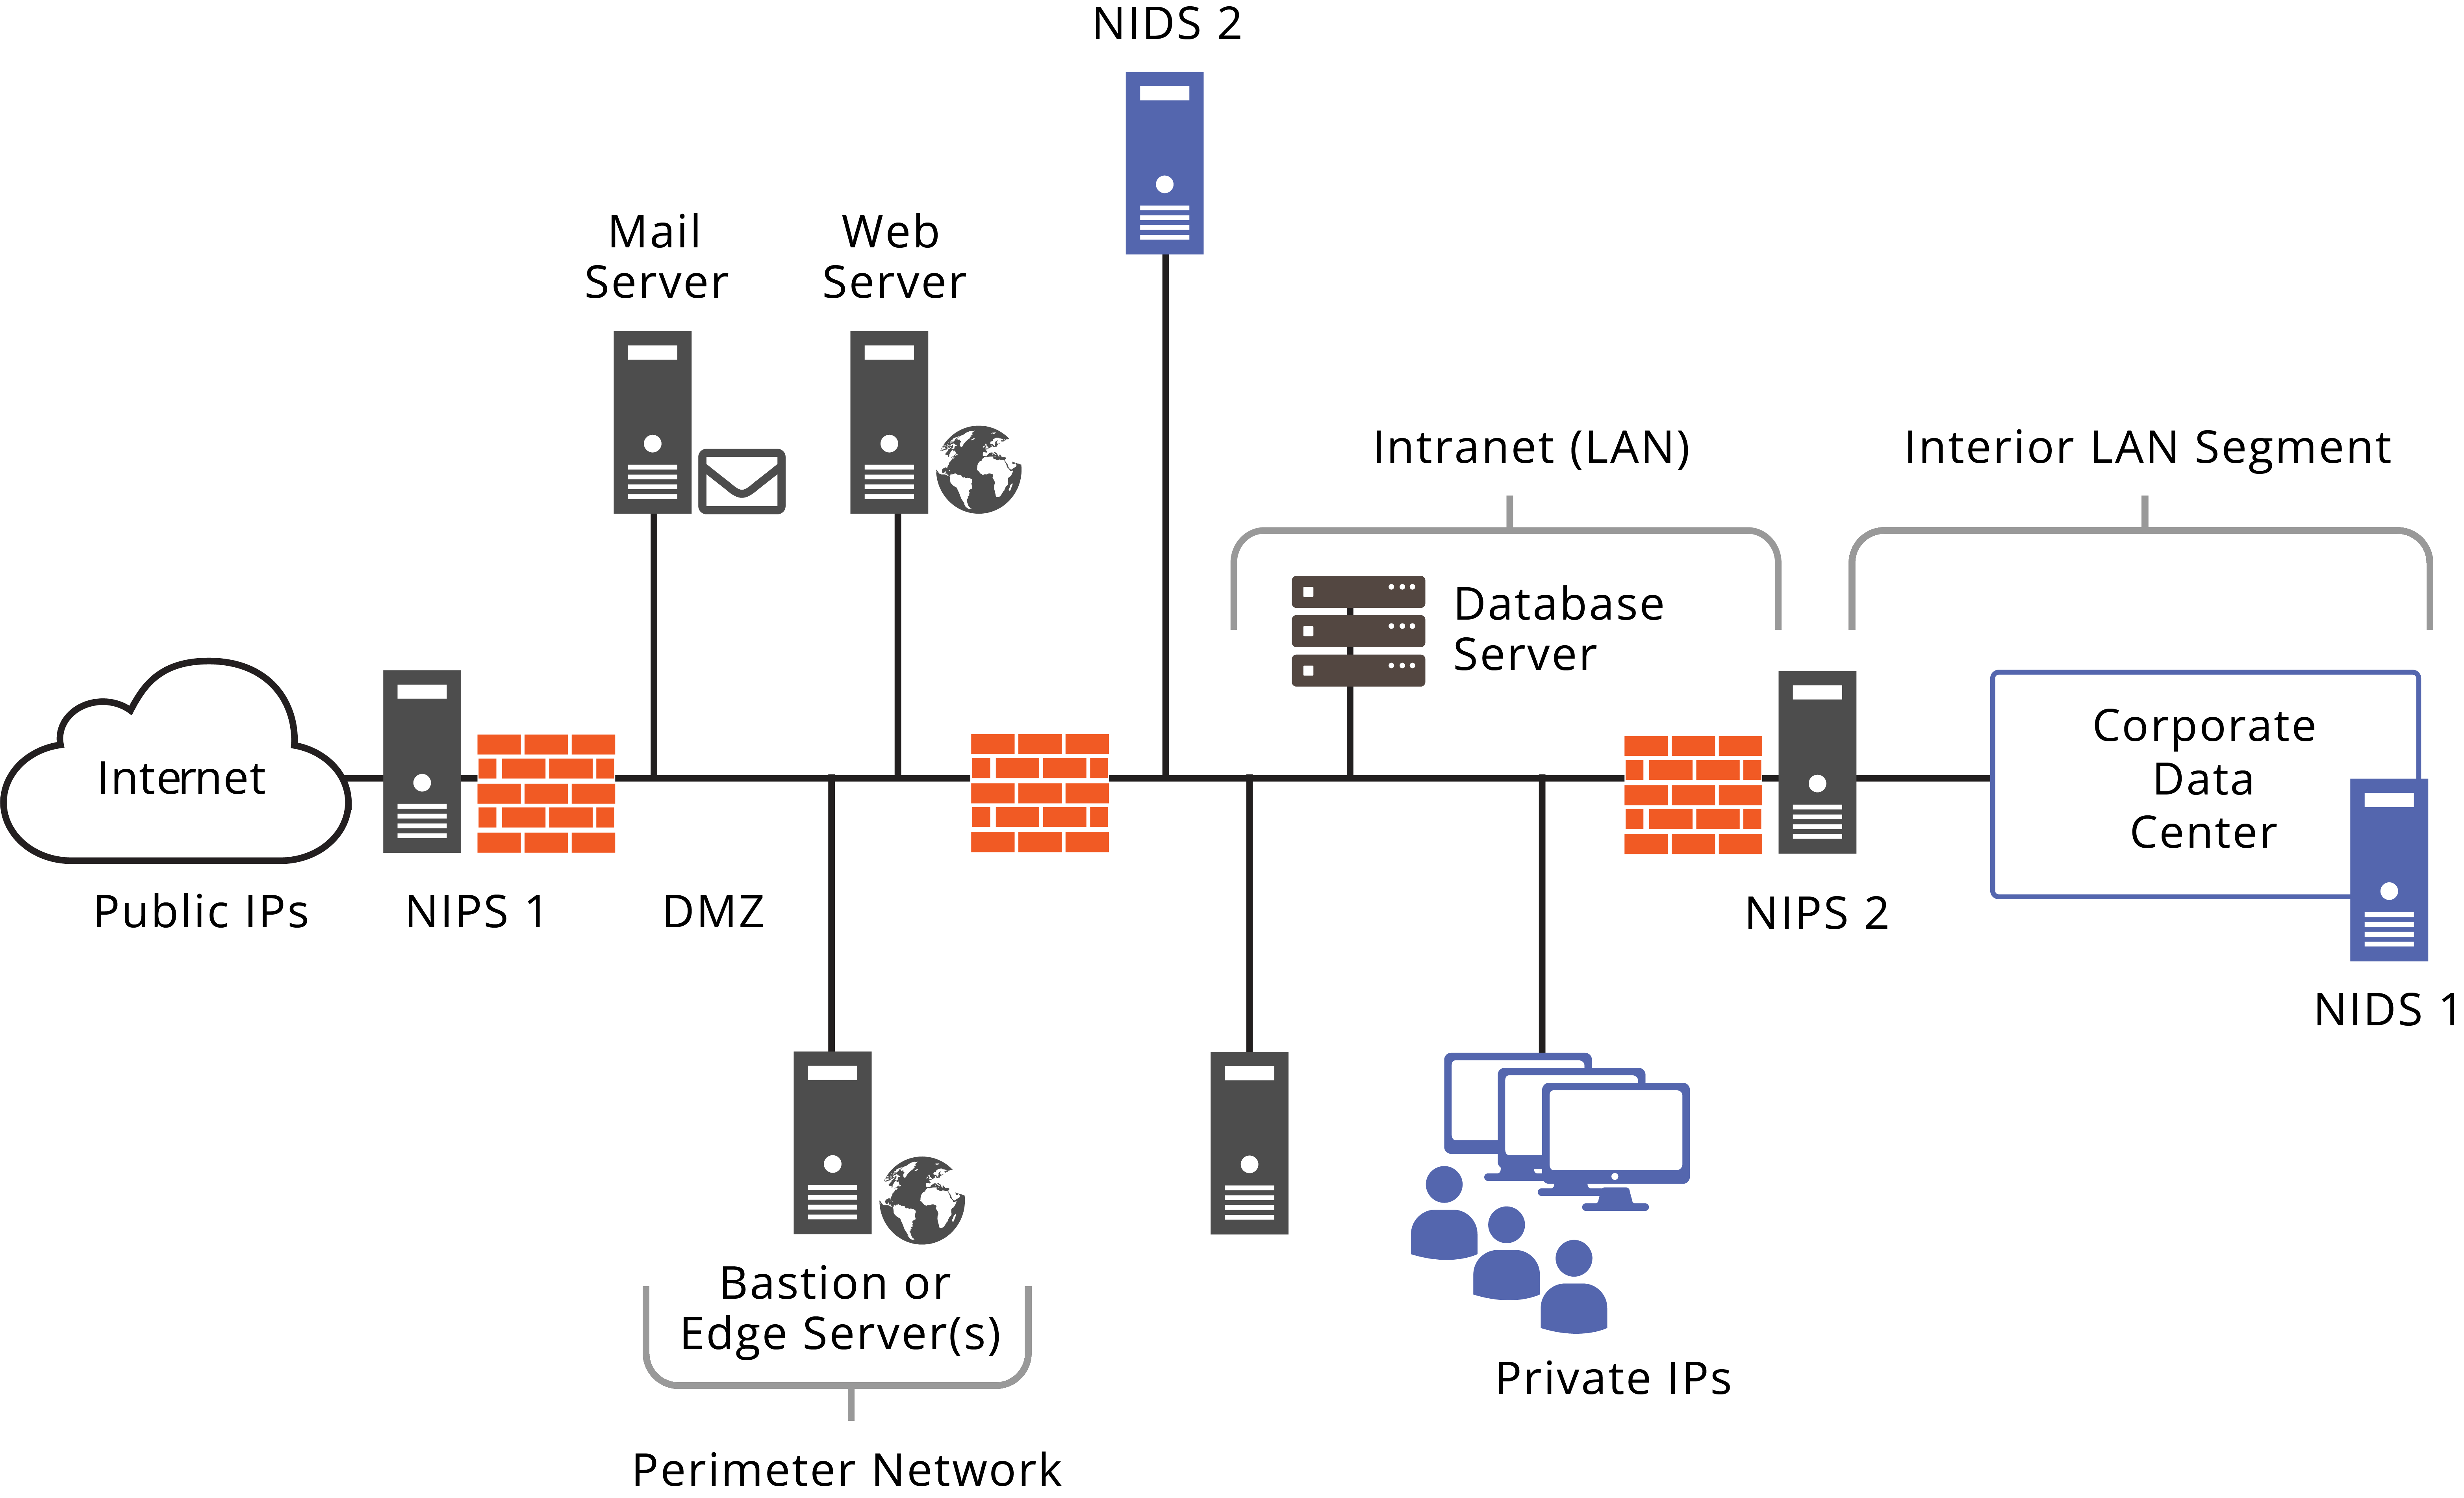 NIDS 2
Mail
Server
Web
Server
Intranet (LAN)
Interior LAN Segment
Database
Server
Internet
Corporate
Data
Center
Public IPs
NIPS 1
DMZ
NIPS 2
NIDS 1
Bastion or
Edge Server(s)
Private IPs
Perimeter Network